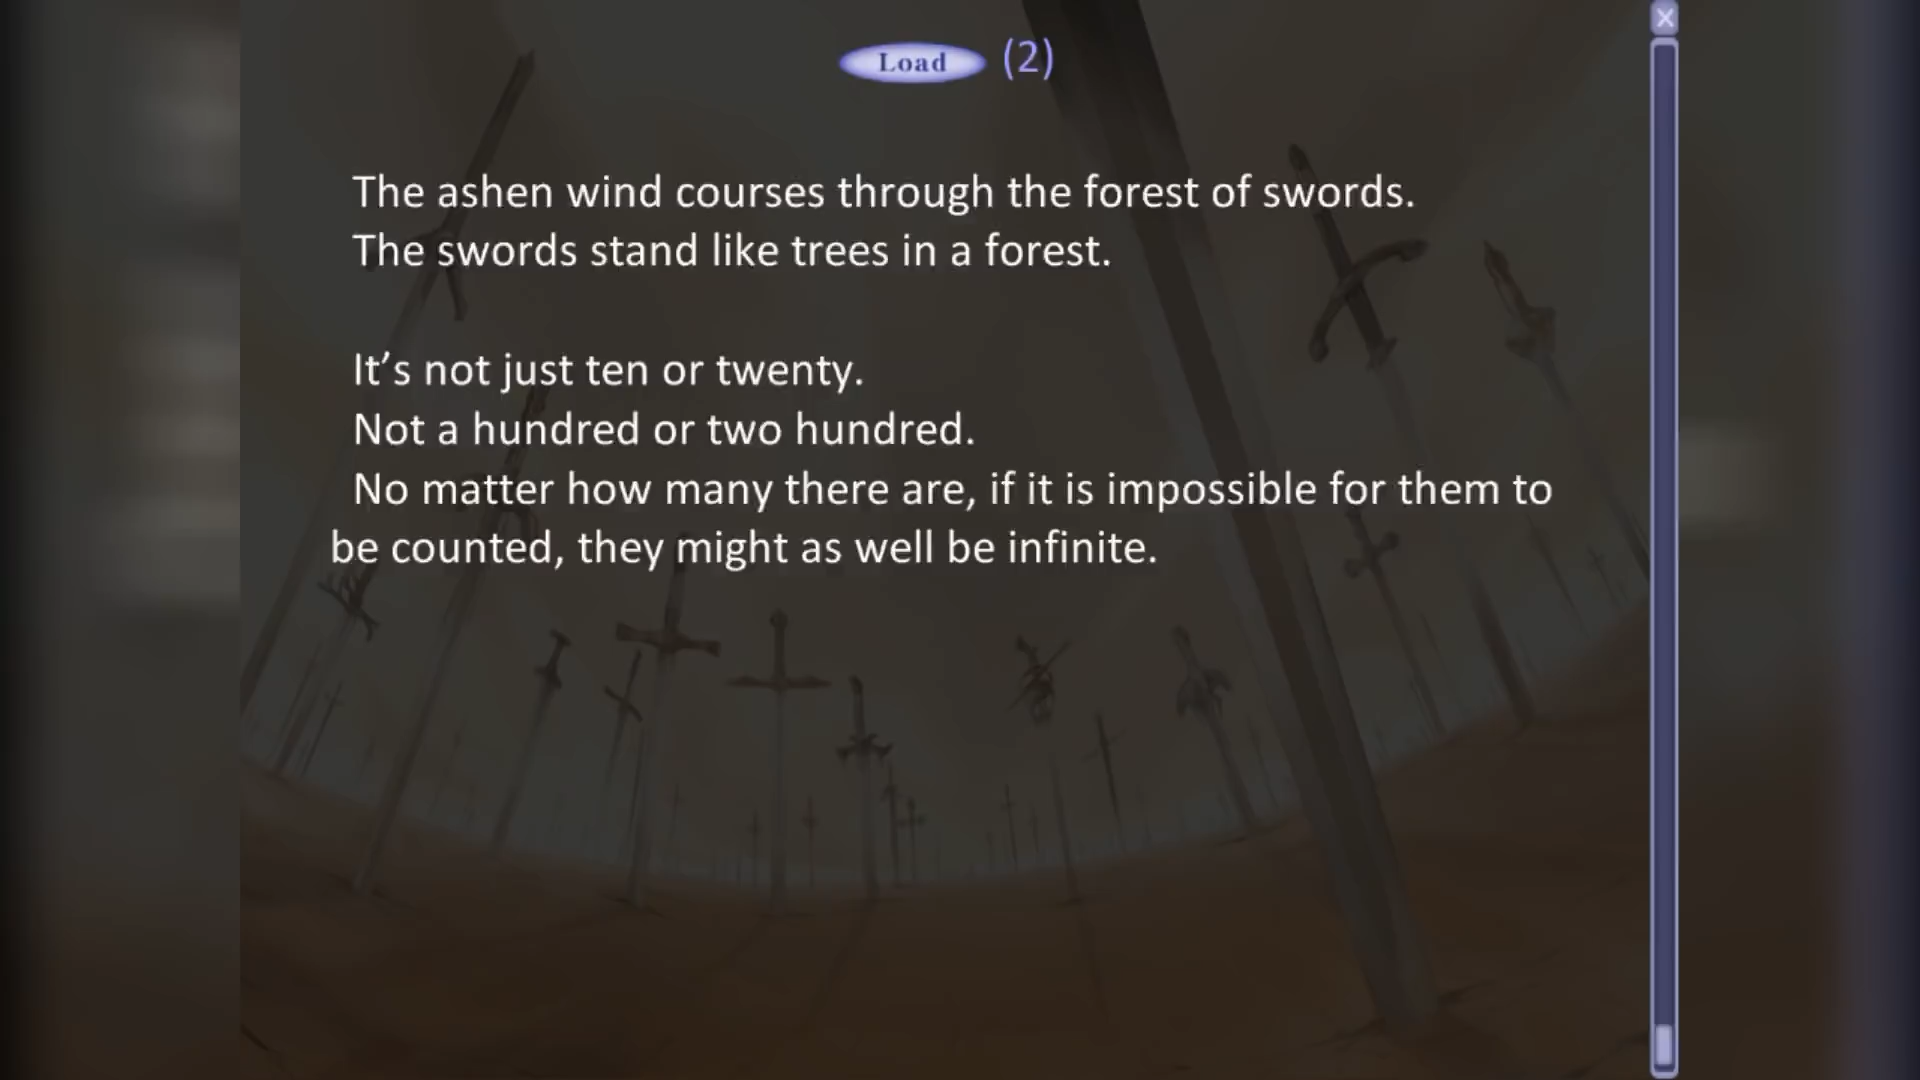 Load (2)
The ashen wind courses through the forest of swords.
The swords stand like trees in a forest.
It’s not just ten or twenty.
Not a hundred or two hundred.
No matter how many there are, if it is impossible for them to
be counted, they might as well be infinite.